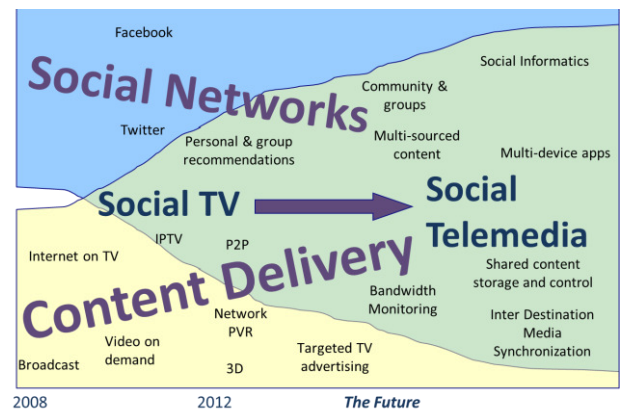 Facebook
Social Networks
Social Informatics
Community &
groups
Twitter
Personal & group
recommendations
Multi-sourced
content
Multi-device apps
Social TV
Social
Telemedia
IPTV
P2P
Internet on TV
Content Delivery
Shared content
storage and control
Bandwidth
Monitoring
Network
PVR
Inter Destination
Media
Synchronization
Video on
demand
Targeted TV
advertising
Broadcast
3D
2008
2012
The Future